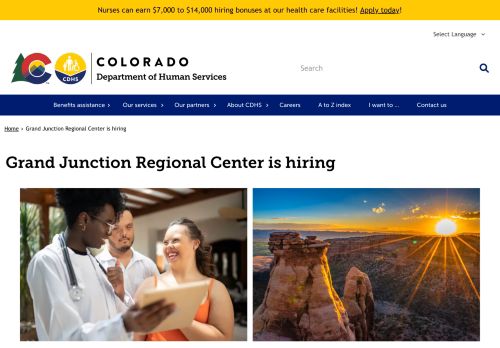 Nurses can earn $7,000 to $14,000 hiring bonuses at our health care facilities! Apply today!
Select Language
CDHS
COLORADO
Department of Human Services
Search
Benefits assistance
Our services
Our partners
About CDHS
Careers
A to Z index
I want to ...
Contact us
Home › Grand Junction Regional Center is hiring
Grand Junction Regional Center is hiring